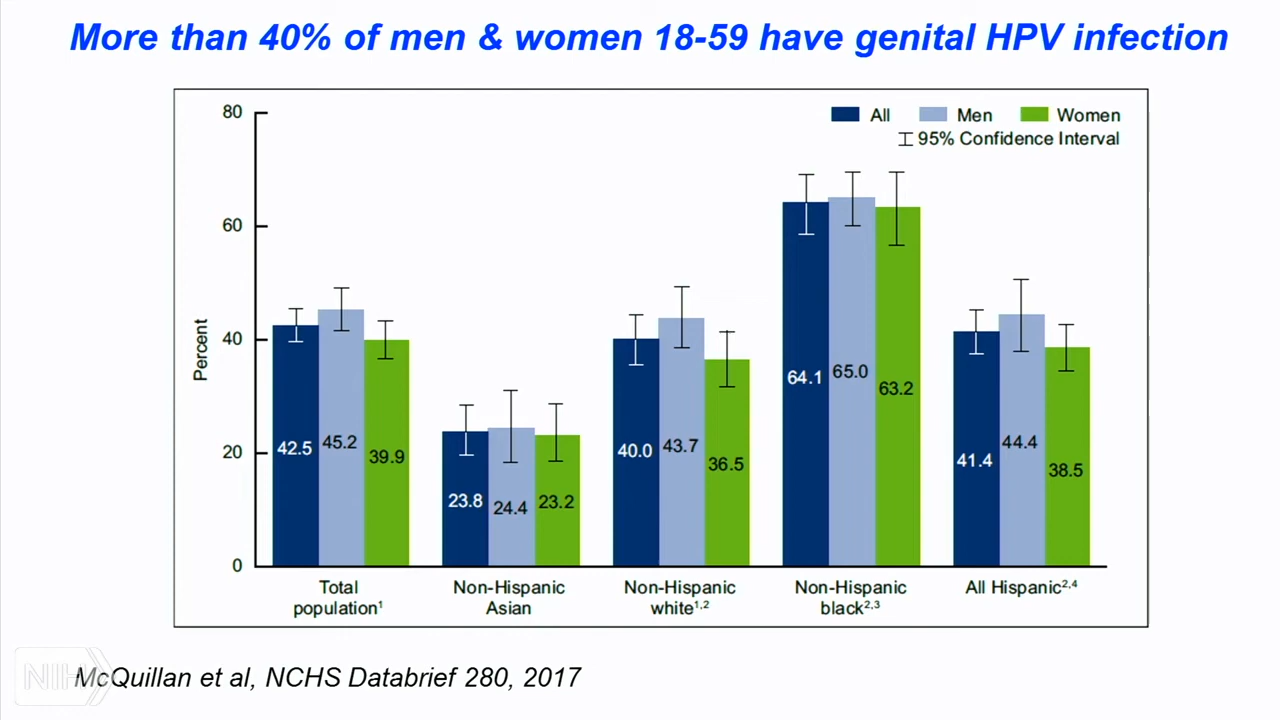 More than 40% of men & women 18-59 have genital HPV infection
80
60
40
20
0
Percent
All
Men
Women
95% Confidence Interval
42.5
45.2
39.9
23.8
24.4
23.2
40.0
43.7
36.5
64.1
65.0
63.2
41.4
44.4
38.5
Total
population¹
Non-Hispanic
Asian
Non-Hispanic
white¹,²
Non-Hispanic
black²,³
All Hispanic²,⁴
NIH
McQuillan et al, NCHS Databrief 280, 2017